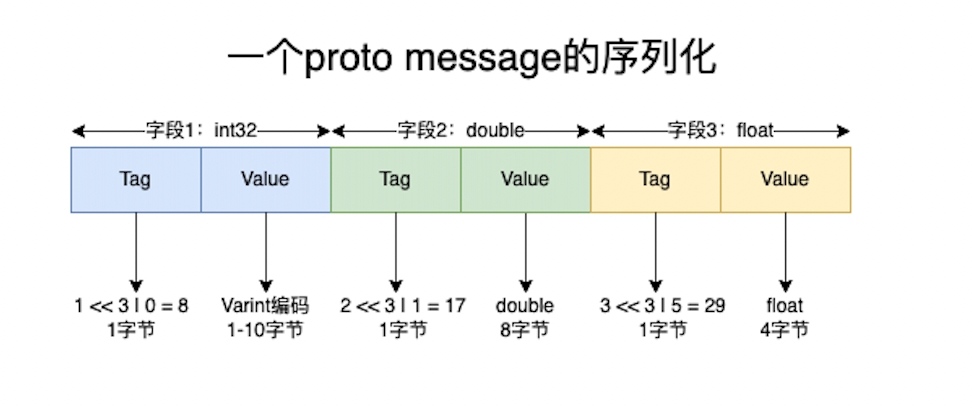 一个proto message的序列化
字段1：int32 字段2：double 字段3：float
Tag Value Tag Value Tag Value
1 << 3 | 0 = 8 Varint编码 2 << 3 | 1 = 17 double 3 << 3 | 5 = 29 float
1字节 1-10字节 1字节 8字节 1字节 4字节